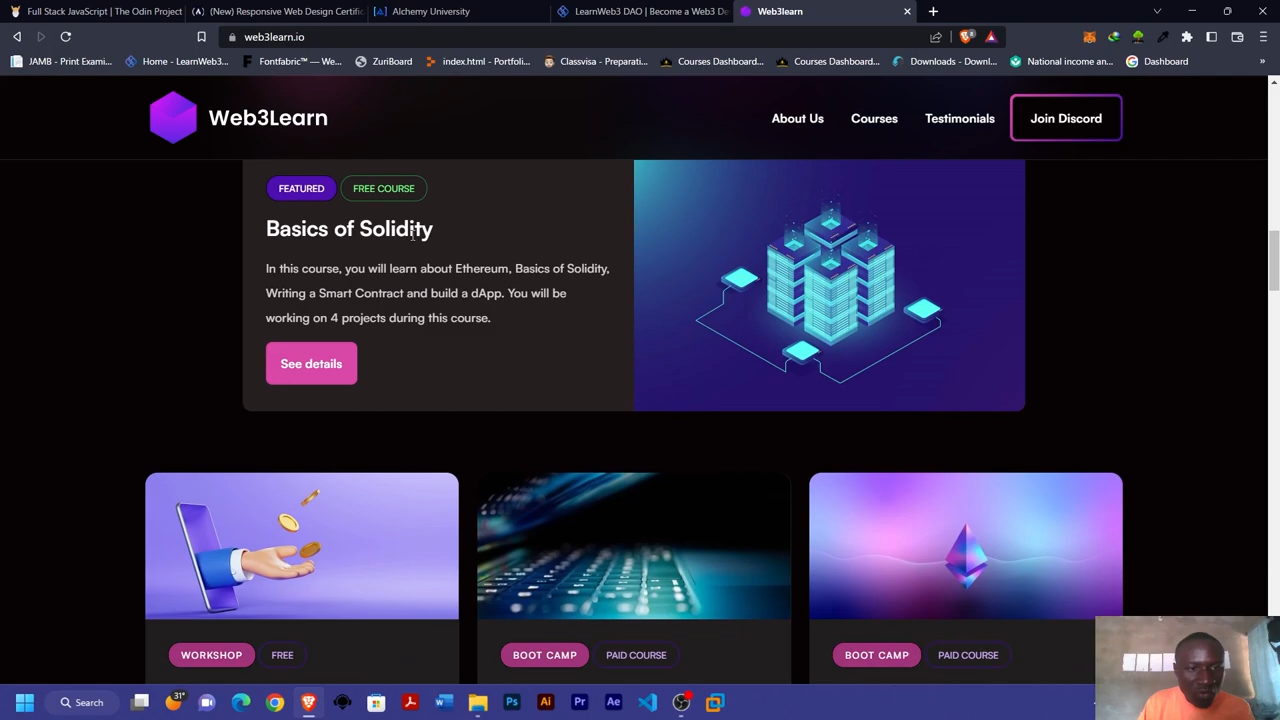 Full Stack JavaScript | The Odin Project
(New) Responsive Web Design Certific
Alchemy University
LearnWeb3 DAO | Become a Web3 De
Web3learn
web3learn.io
JAMB - Print Exami...
Home - LearnWeb3...
Fontfabric™ — We...
ZuriBoard
index.html - Portfoli...
Classvisa - Preparati...
Courses Dashboard...
Courses Dashboard...
Downloads - Downl...
National income an...
Dashboard
Web3Learn
About Us
Courses
Testimonials
Join Discord
FEATURED
FREE COURSE
Basics of Solidity
In this course, you will learn about Ethereum, Basics of Solidity,
Writing a Smart Contract and build a dApp. You will be
working on 4 projects during this course.
See details
WORKSHOP
FREE
BOOT CAMP
PAID COURSE
BOOT CAMP
PAID COURSE
31°
Search